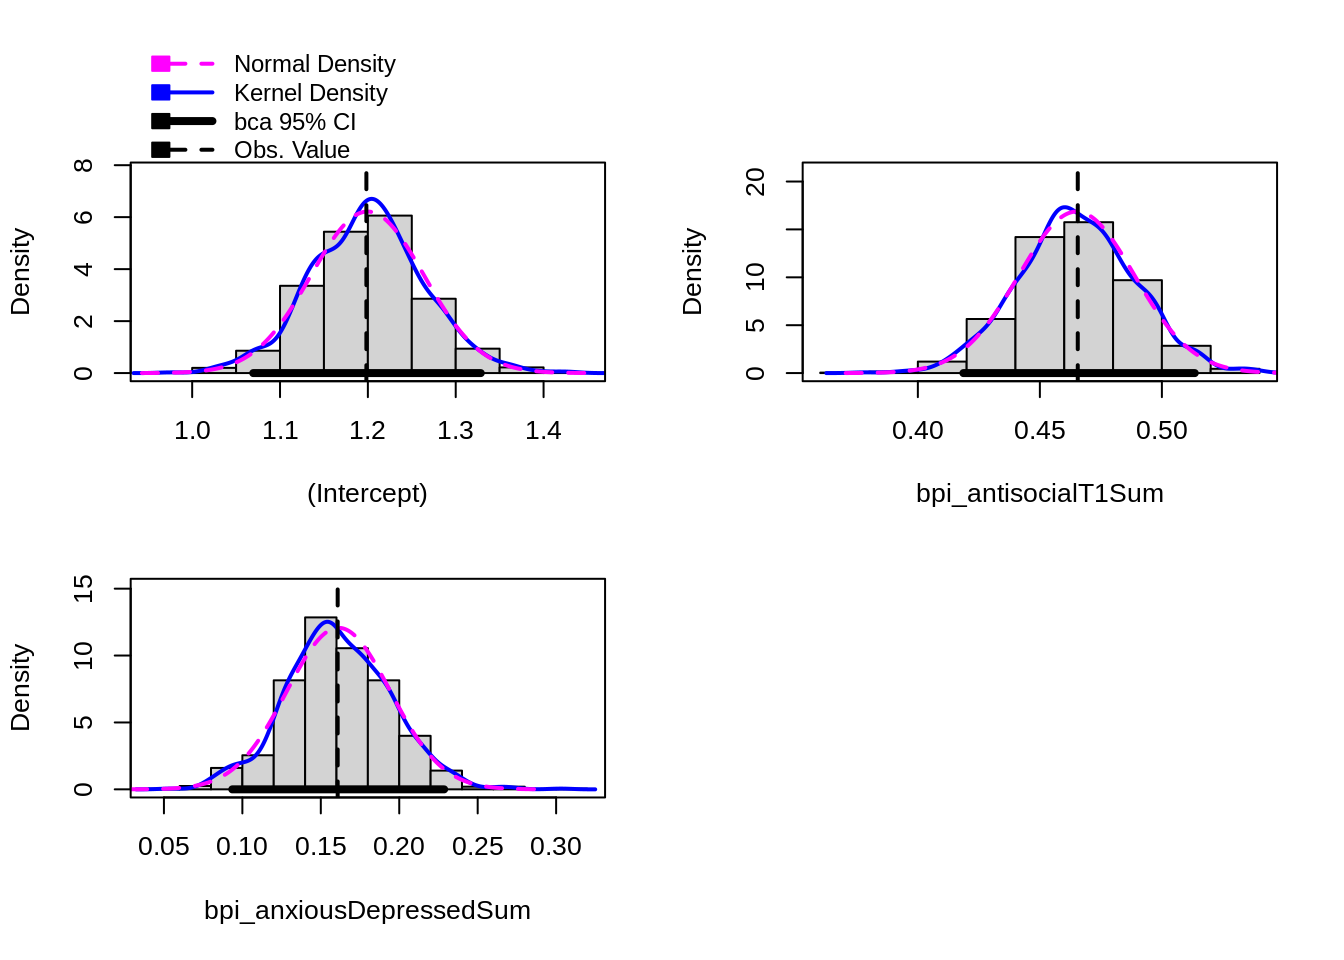 Normal Density
Kernel Density
bca 95% CI
Obs. Value
Density
0 2 4 6 8
1.0 1.1 1.2 1.3 1.4
(Intercept)
Density
0 5 10 20
0.40 0.45 0.50
bpi_antisocialT1Sum
Density
0 5 10 15
0.05 0.10 0.15 0.20 0.25 0.30
bpi_anxiousDepressedSum